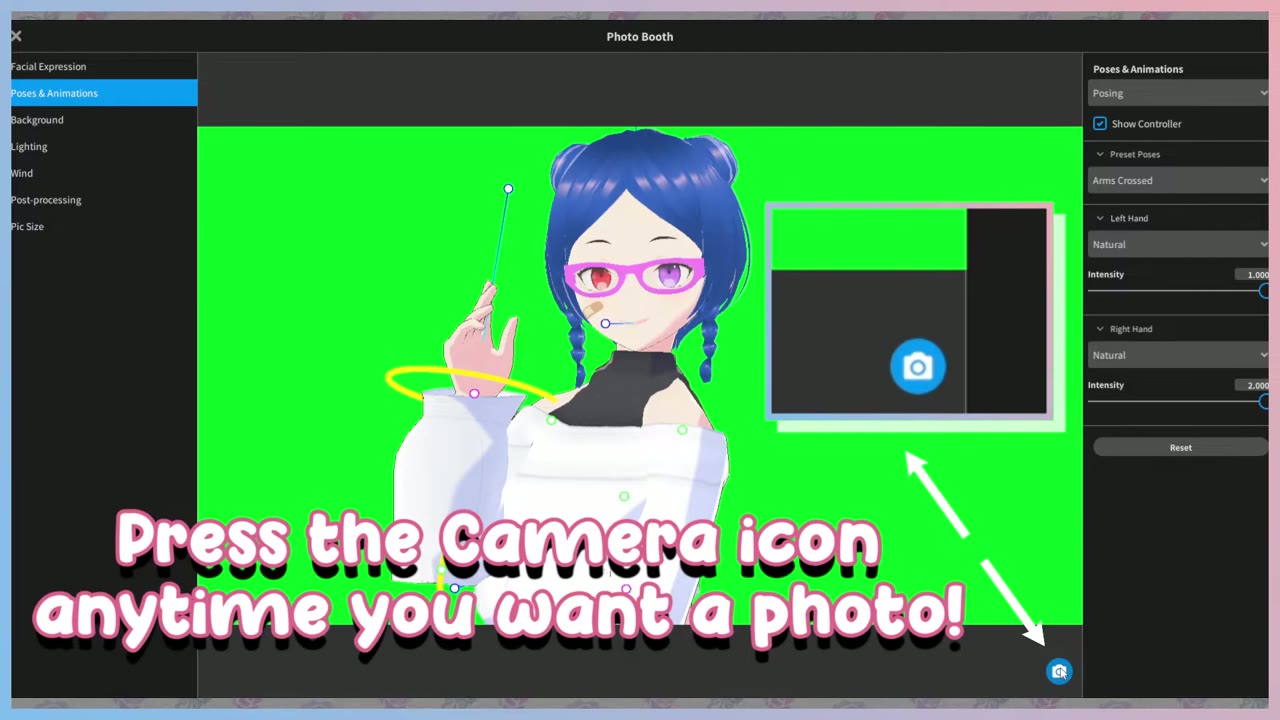 Photo Booth
Facial Expression
Poses & Animations
Background
Lighting
Wind
Post-processing
Pic Size
Poses & Animations
Posing
Show Controller
Preset Poses
Arms Crossed
Left Hand
Natural
Intensity 1.000
Right Hand
Natural
Intensity 2.000
Reset
Press the Camera icon
anytime you want a photo!